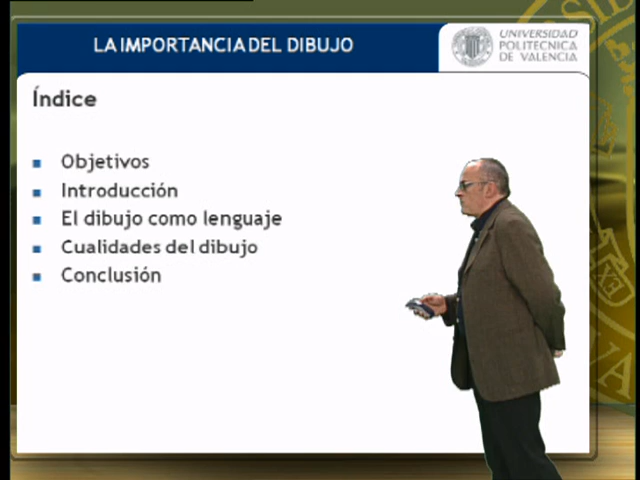 LA IMPORTANCIA DEL DIBUJO
UNIVERSIDAD
POLITECNICA
DE VALENCIA
Índice
Objetivos
Introducción
El dibujo como lenguaje
Cualidades del dibujo
Conclusión